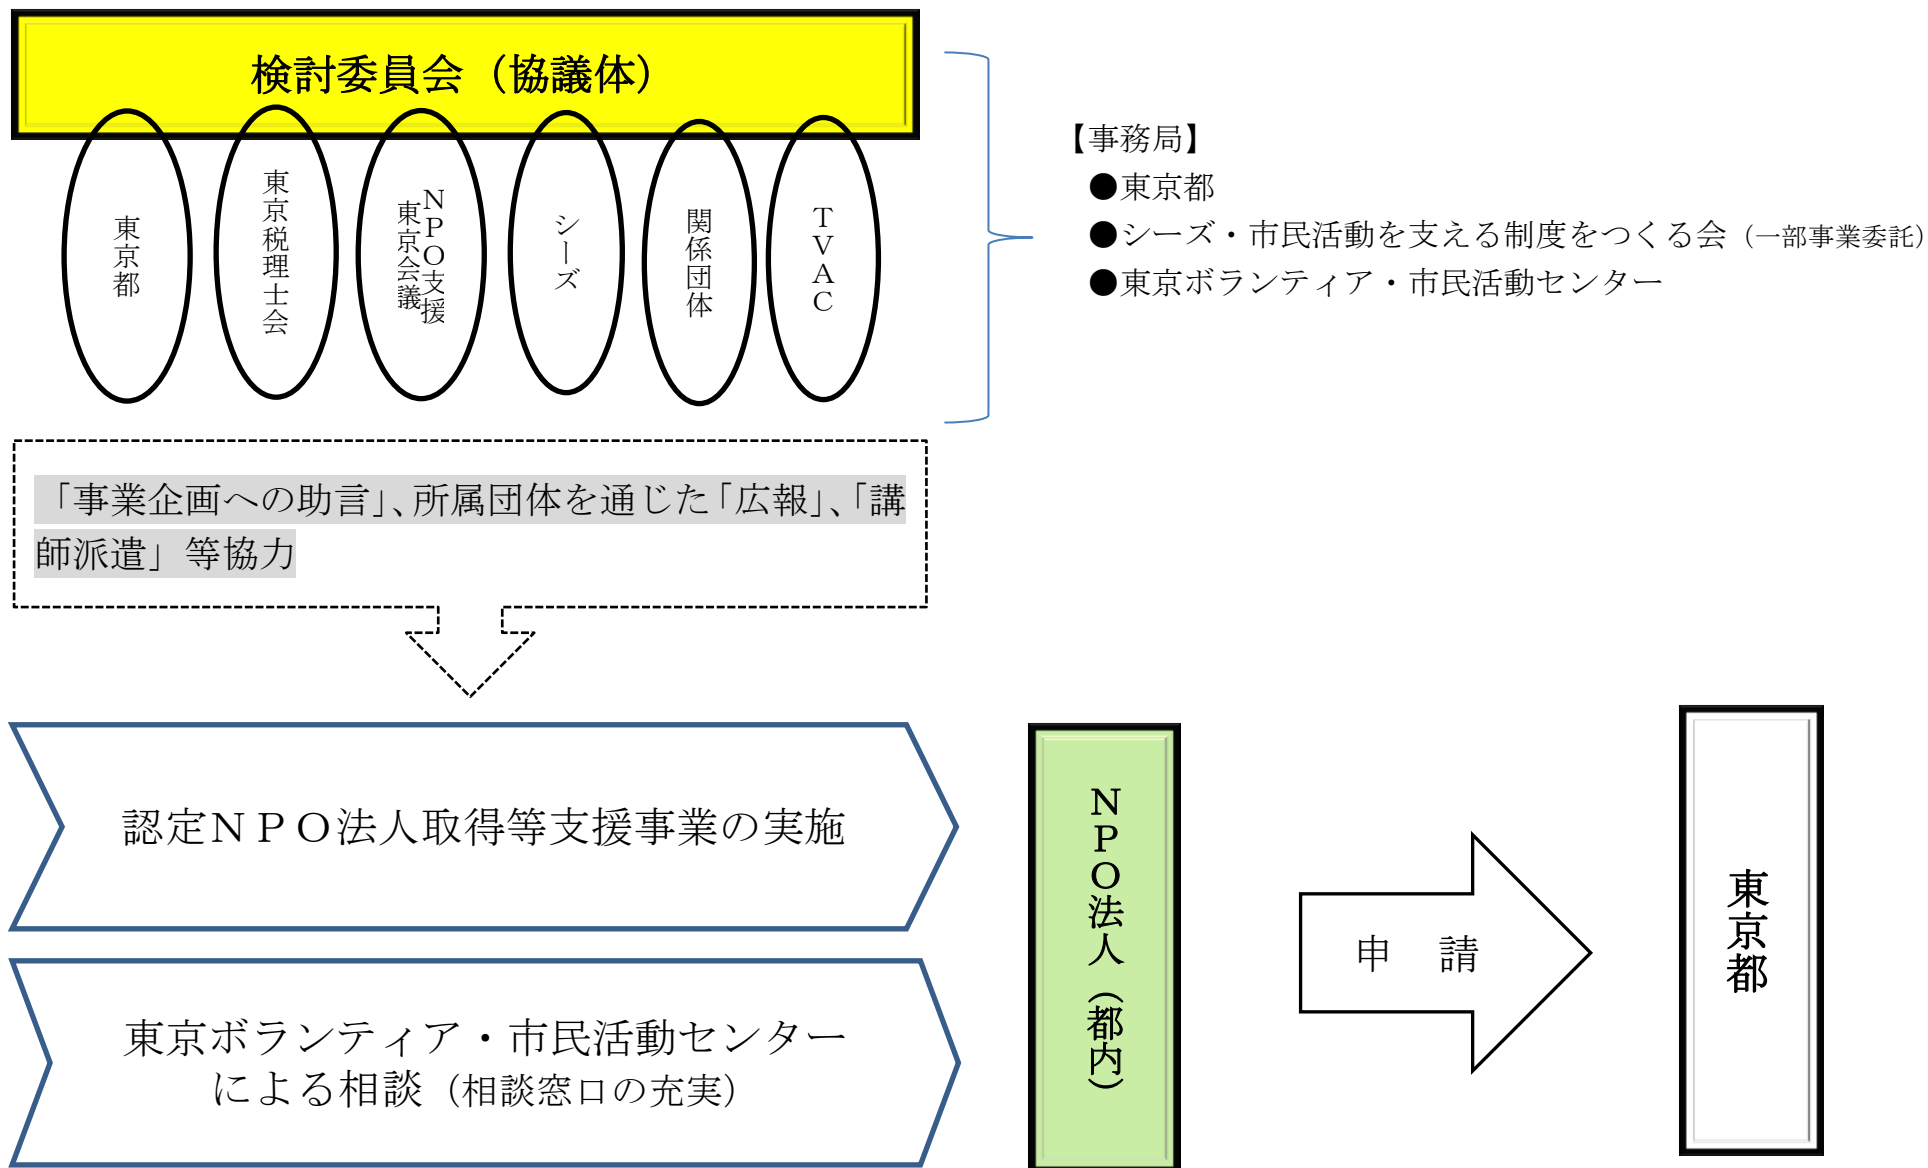 検討委員会（協議体）
東京都
東京税理士会
NPO支援
東京会議
シーズ
関係団体
TVAC
【事務局】
●東京都
●シーズ・市民活動を支える制度をつくる会（一部事業委託）
●東京ボランティア・市民活動センター
「事業企画への助言」、所属団体を通じた「広報」、「講
師派遣」等協力
認定ＮＰＯ法人取得等支援事業の実施
東京ボランティア・市民活動センター
による相談（相談窓口の充実）
NPO法人（都内）
申　請
東京都